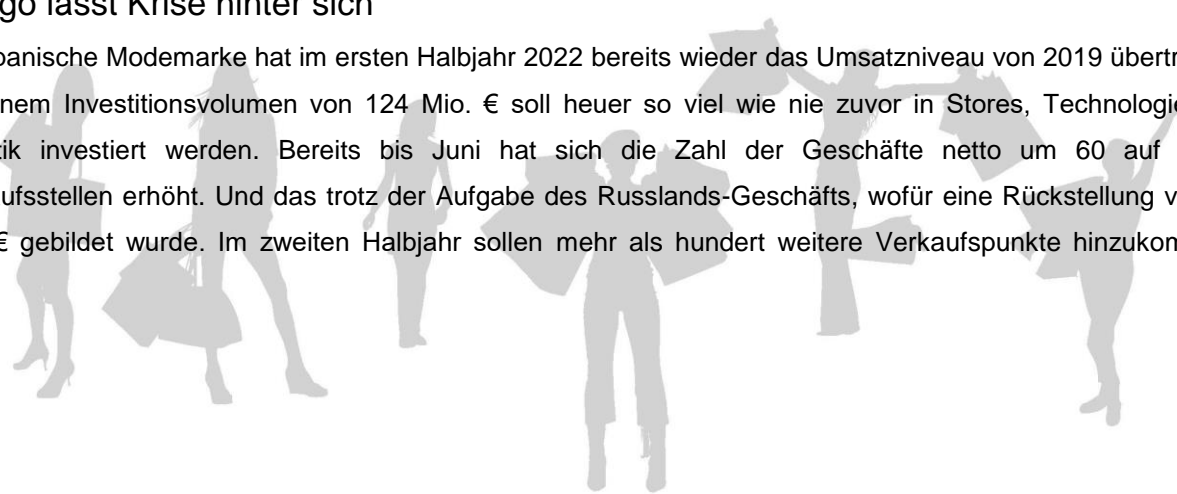 go lässt Krise hinter sich
panische Modemarke hat im ersten Halbjahr 2022 bereits wieder das Umsatzniveau von 2019 übertr
nem Investitionsvolumen von 124 Mio. € soll heuer so viel wie nie zuvor in Stores, Technologie
tik investiert werden. Bereits bis Juni hat sich die Zahl der Geschäfte netto um 60 auf
ufsstellen erhöht. Und das trotz der Aufgabe des Russlands-Geschäfts, wofür eine Rückstellung v
€ gebildet wurde. Im zweiten Halbjahr sollen mehr als hundert weitere Verkaufspunkte hinzukom